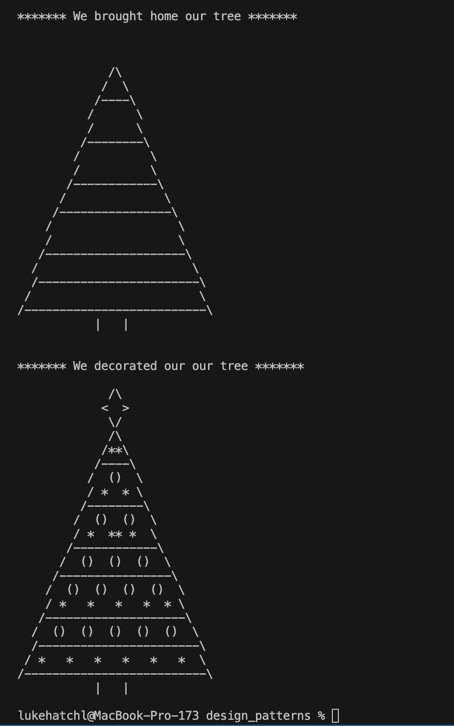 ******* We brought home our tree *******
******* We decorated our our tree *******
lukehatchl@MacBook-Pro-173 design_patterns %